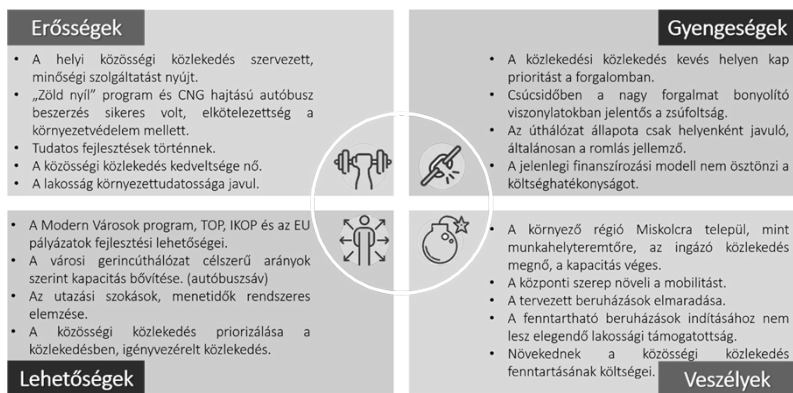 Erősségek
• A helyi közösségi közlekedés szervezett,
minőségi szolgáltatást nyújt.
• „Zöld nyíl” program és CNG hajtású autóbusz
beszerzés sikeres volt, elkötelezettség a
környezetvédelem mellett.
• Tudatos fejlesztések történnek.
• A közösségi közlekedés kedveltsége nő.
• A lakosság környezettudatossága javul.
Gyengeségek
• A közlekedési közlekedés kevés helyen kap
prioritást a forgalomban.
• Csúcsidőben a nagy forgalmat bonyolító
viszonylatokban jelentős a zsúfoltság.
• Az úthálózat állapota csak helyenként javuló,
általánosan a romlás jellemző.
• A jelenlegi finanszírozási modell nem ösztönzi a
költséghatékonyságot.
• A Modern Városok program, TOP, IKOP és az EU
pályázatok fejlesztési lehetőségei.
• A városi gerincúthálózat célszerű arányok
szerint kapacitás bővítése. (autóbuszsáv)
• Az utazási szokások, menetidők rendszeres
elemzése.
• A közösségi közlekedés priorizálása a
közlekedésben, igényvezérelt közlekedés.
Lehetőségek
• A környező régió Miskolcra települ, mint
munkahelyteremtőre, az ingázó közlekedés
megnő, a kapacitás véges.
• A központi szerep növeli a mobilitást.
• A tervezett beruházások elmaradása.
• A fenntartható beruházások indításához nem
lesz elegendő lakossági támogatottság.
• Növekednek a közösségi közlekedés
fenntartásának költségei.
Veszélyek